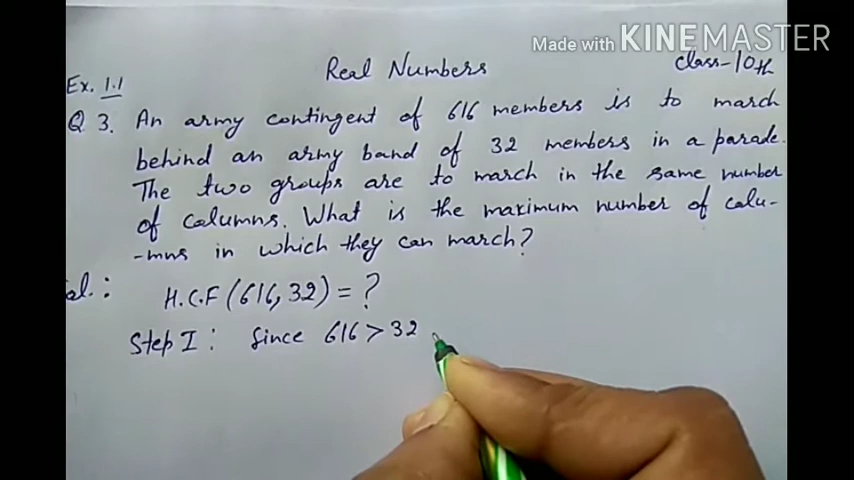 Made with KINEMASTER
Real Numbers
class-10th
Ex. 1.1
Q 3. An army contingent of 616 members is to march
behind an army band of 32 members in a parade.
The two groups are to march in the same number
of columns. What is the maximum number of colu-
-mns in which they can march?
H.C.F (616, 32) = ?
Step I : Since 616 > 32